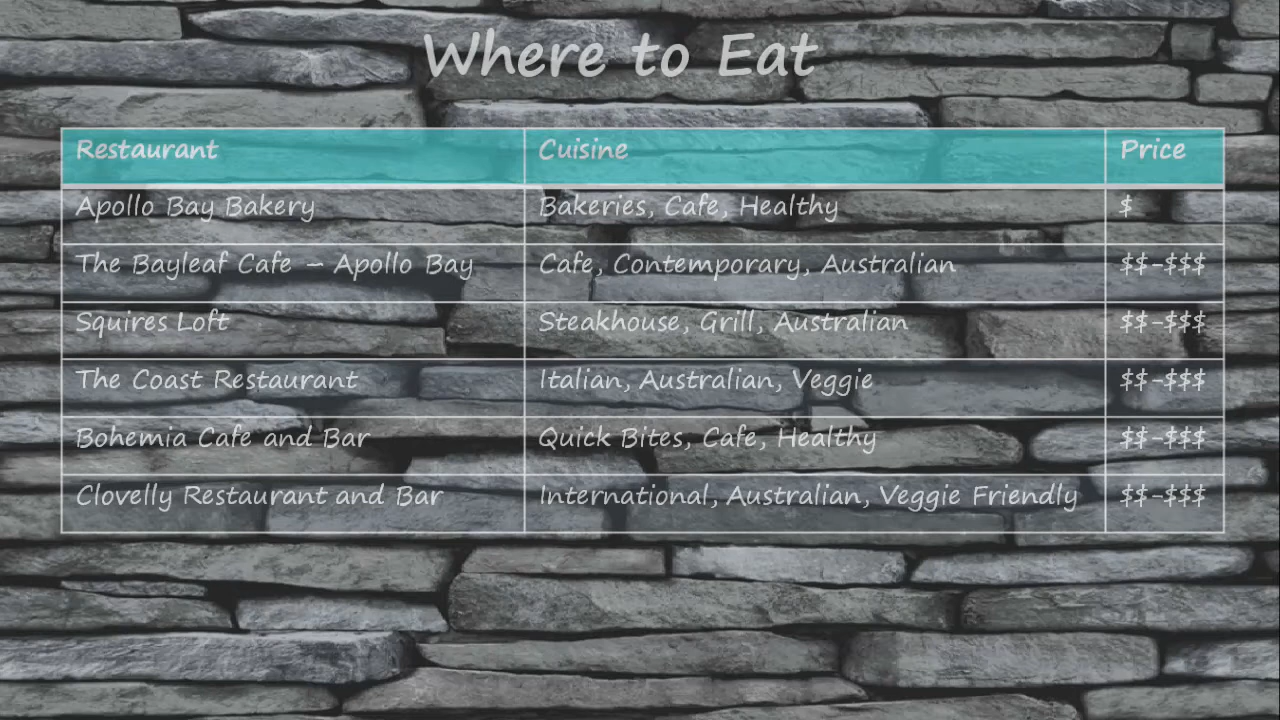 Where to Eat
Restaurant Cuisine Price
Apollo Bay Bakery Bakeries, Cafe, Healthy $
The Bayleaf Cafe – Apollo Bay Cafe, Contemporary, Australian $$-$$$
Squires Loft Steakhouse, Grill, Australian $$-$$$
The Coast Restaurant Italian, Australian, Veggie $$-$$$
Bohemia Cafe and Bar Quick Bites, Cafe, Healthy $$-$$$
Clovelly Restaurant and Bar International, Australian, Veggie Friendly $$-$$$